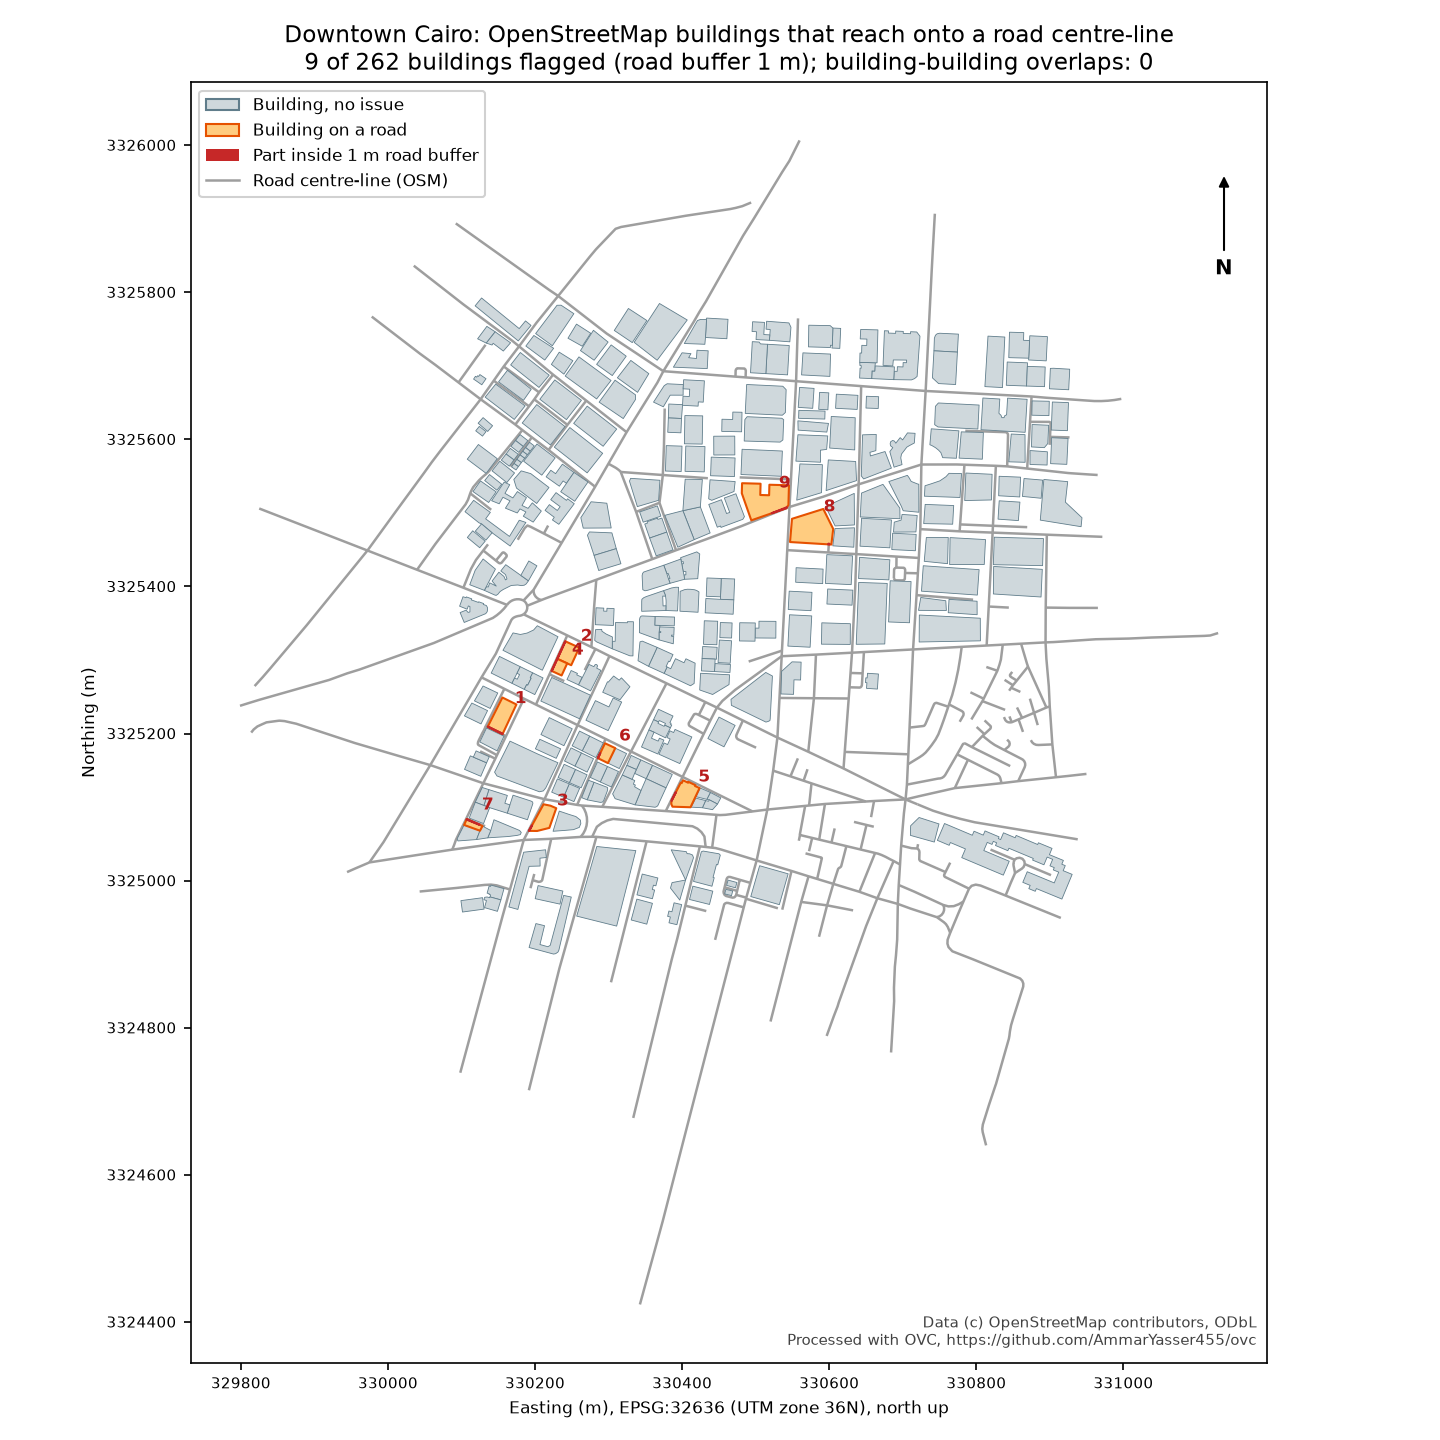 Downtown Cairo: OpenStreetMap buildings that reach onto a road centre-line
9 of 262 buildings flagged (road buffer 1 m); building-building overlaps: 0
Building, no issue
Building on a road
Part inside 1 m road buffer
Road centre-line (OSM)
N
3326000
3325800
3325600
3325400
3325200
3325000
3324800
3324600
3324400
Northing (m)
9
8
2
4
1
6
5
3
7
Data (c) OpenStreetMap contributors, ODbL
Processed with OVC, https://github.com/AmmarYasser455/ovc
329800
330000
330200
330400
330600
330800
331000
Easting (m), EPSG:32636 (UTM zone 36N), north up